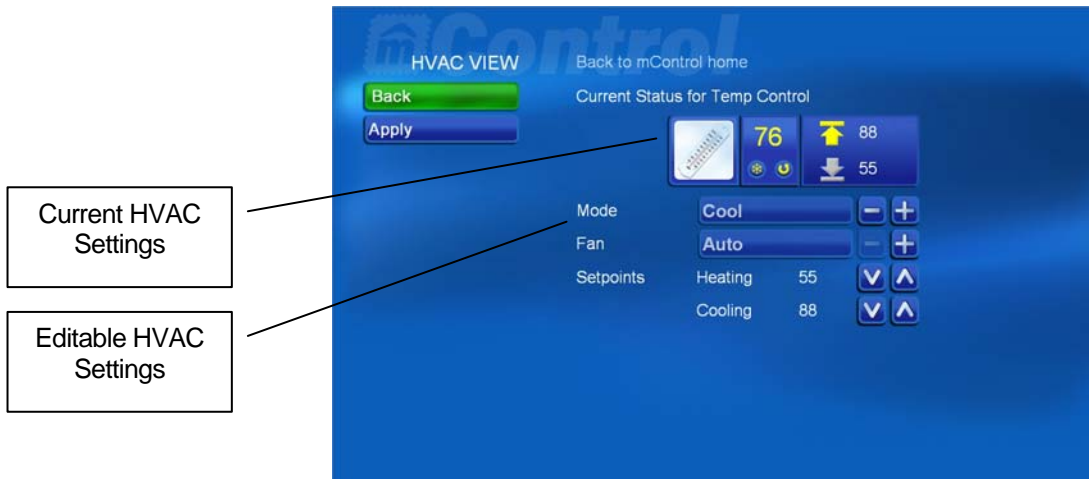 mControl
HVAC VIEW
Back to mControl home
Back
Current Status for Temp Control
Apply
76
88
55
Current HVAC
Settings
Mode
Cool
Fan
Auto
Setpoints
Heating
55
Cooling
88
Editable HVAC
Settings